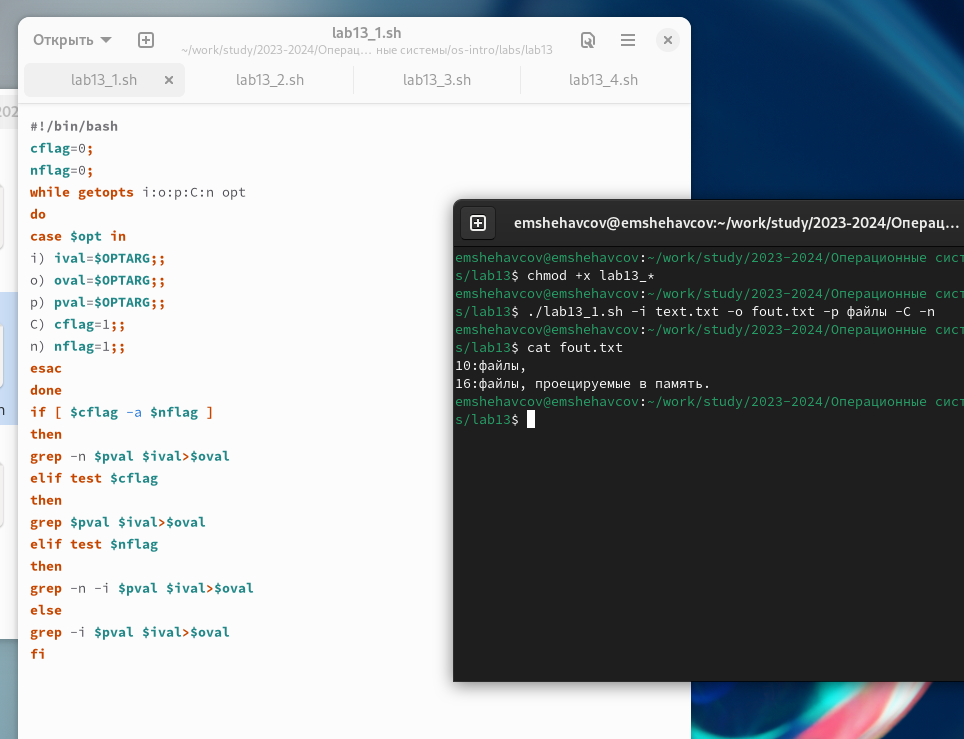 Открыть
lab13_1.sh
~/work/study/2023-2024/Операц… ные системы/os-intro/labs/lab13
lab13_1.sh
lab13_2.sh
lab13_3.sh
lab13_4.sh
#!/bin/bash
cflag=0;
nflag=0;
while getopts i:o:p:C:n opt
do
case $opt in
i) ival=$OPTARG;;
o) oval=$OPTARG;;
p) pval=$OPTARG;;
C) cflag=1;;
n) nflag=1;;
esac
done
if [ $cflag -a $nflag ]
then
grep -n $pval $ival>$oval
elif test $cflag
then
grep $pval $ival>$oval
elif test $nflag
then
grep -n -i $pval $ival>$oval
else
grep -i $pval $ival>$oval
fi
emshehavcov@emshehavcov:~/work/study/2023-2024/Операц…
emshehavcov@emshehavcov:~/work/study/2023-2024/Операционные сист
s/lab13$ chmod +x lab13_*
emshehavcov@emshehavcov:~/work/study/2023-2024/Операционные сист
s/lab13$ ./lab13_1.sh -i text.txt -o fout.txt -p файлы -C -n
emshehavcov@emshehavcov:~/work/study/2023-2024/Операционные сист
s/lab13$ cat fout.txt
10:файлы,
16:файлы, проецируемые в память.
emshehavcov@emshehavcov:~/work/study/2023-2024/Операционные сист
s/lab13$